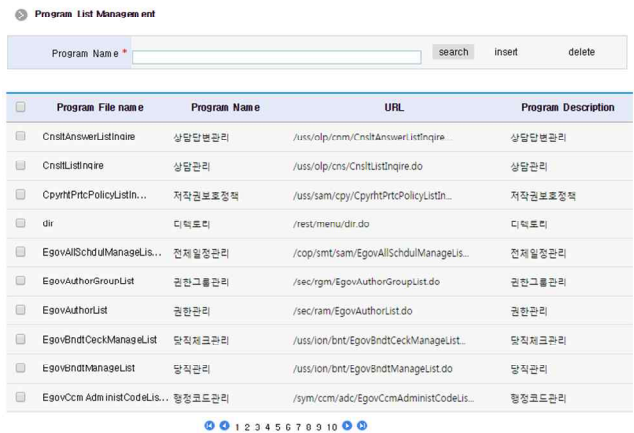 Program List Management
Program Name * search insert delete
Program File name Program Name URL Program Description
CnsltAnswerListInqire 상담답변관리 /uss/olp/cnm/CnsltAnswerListInqire... 상담답변관리
CnsltListInqire 상담관리 /uss/olp/cns/CnsltListInqire.do 상담관리
CpyrhtPrtcPolicyListIn... 저작권보호정책 /uss/sam/cpy/CpyrhtPrtcPolicyListIn... 저작권보호정책
dir 디렉토리 /rest/menu/dir.do 디렉토리
EgovAllSchdulManageLis... 전체일정관리 /cop/smt/sam/EgovAllSchdulManageLis... 전체일정관리
EgovAuthorGroupList 권한그룹관리 /sec/rgm/EgovAuthorGroupList.do 권한그룹관리
EgovAuthorList 권한관리 /sec/ram/EgovAuthorList.do 권한관리
EgovBndtCeckManageList 당직체크관리 /uss/ion/bnt/EgovBndtCeckManageList... 당직체크관리
EgovBndtManageList 당직관리 /uss/ion/bnt/EgovBndtManageList.do 당직관리
EgovCcmAdministCodeLis... 행정코드관리 /sym/ccm/adc/EgovCcmAdministCodeLis... 행정코드관리
1 2 3 4 5 6 7 8 9 10